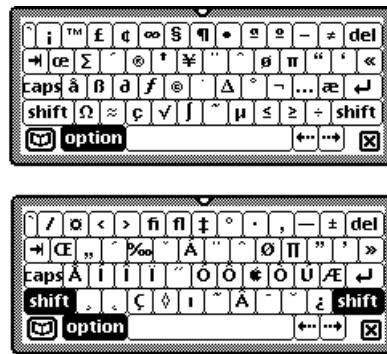 ` ¡ ™ £ ¢ ∞ § ¶ • ª º – ≠ del
œ Σ ´ ® † ¥ ¨ ˆ ø π “ ‘ «
caps å ß ∂ ƒ © ˙ Δ ˚ ¬ … æ
shift Ω ≈ ç √ ∫ ˜ µ ≤ ≥ ÷ shift
option
` / ¤ ‹ › fi fl ‡ ° · ‚ — ± del
Œ „ ´ ‰ ˇ Á ¨ ˆ Ø ∏ ” ’ »
caps Å Í Î Ï ˝ Ó Ô Ò Ú Æ
shift ¸ ˛ Ç ◊ ı ˜ Â ¯ ˘ ¿ shift
option